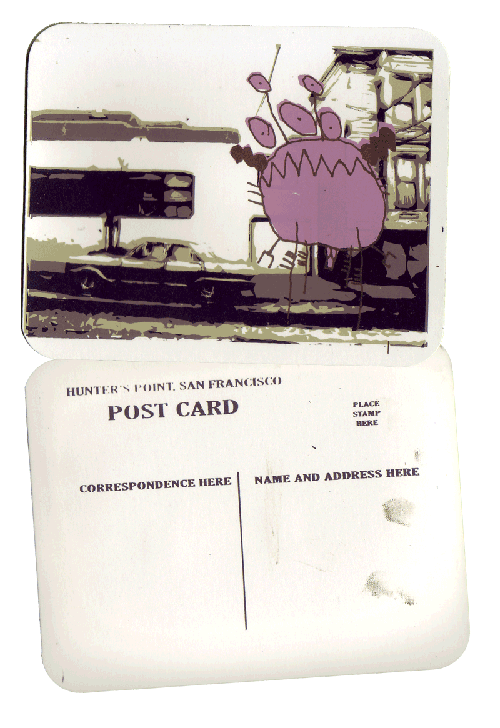 HUNTER'S POINT, SAN FRANCISCO
POST CARD
PLACE
STAMP
HERE
CORRESPONDENCE HERE
NAME AND ADDRESS HERE